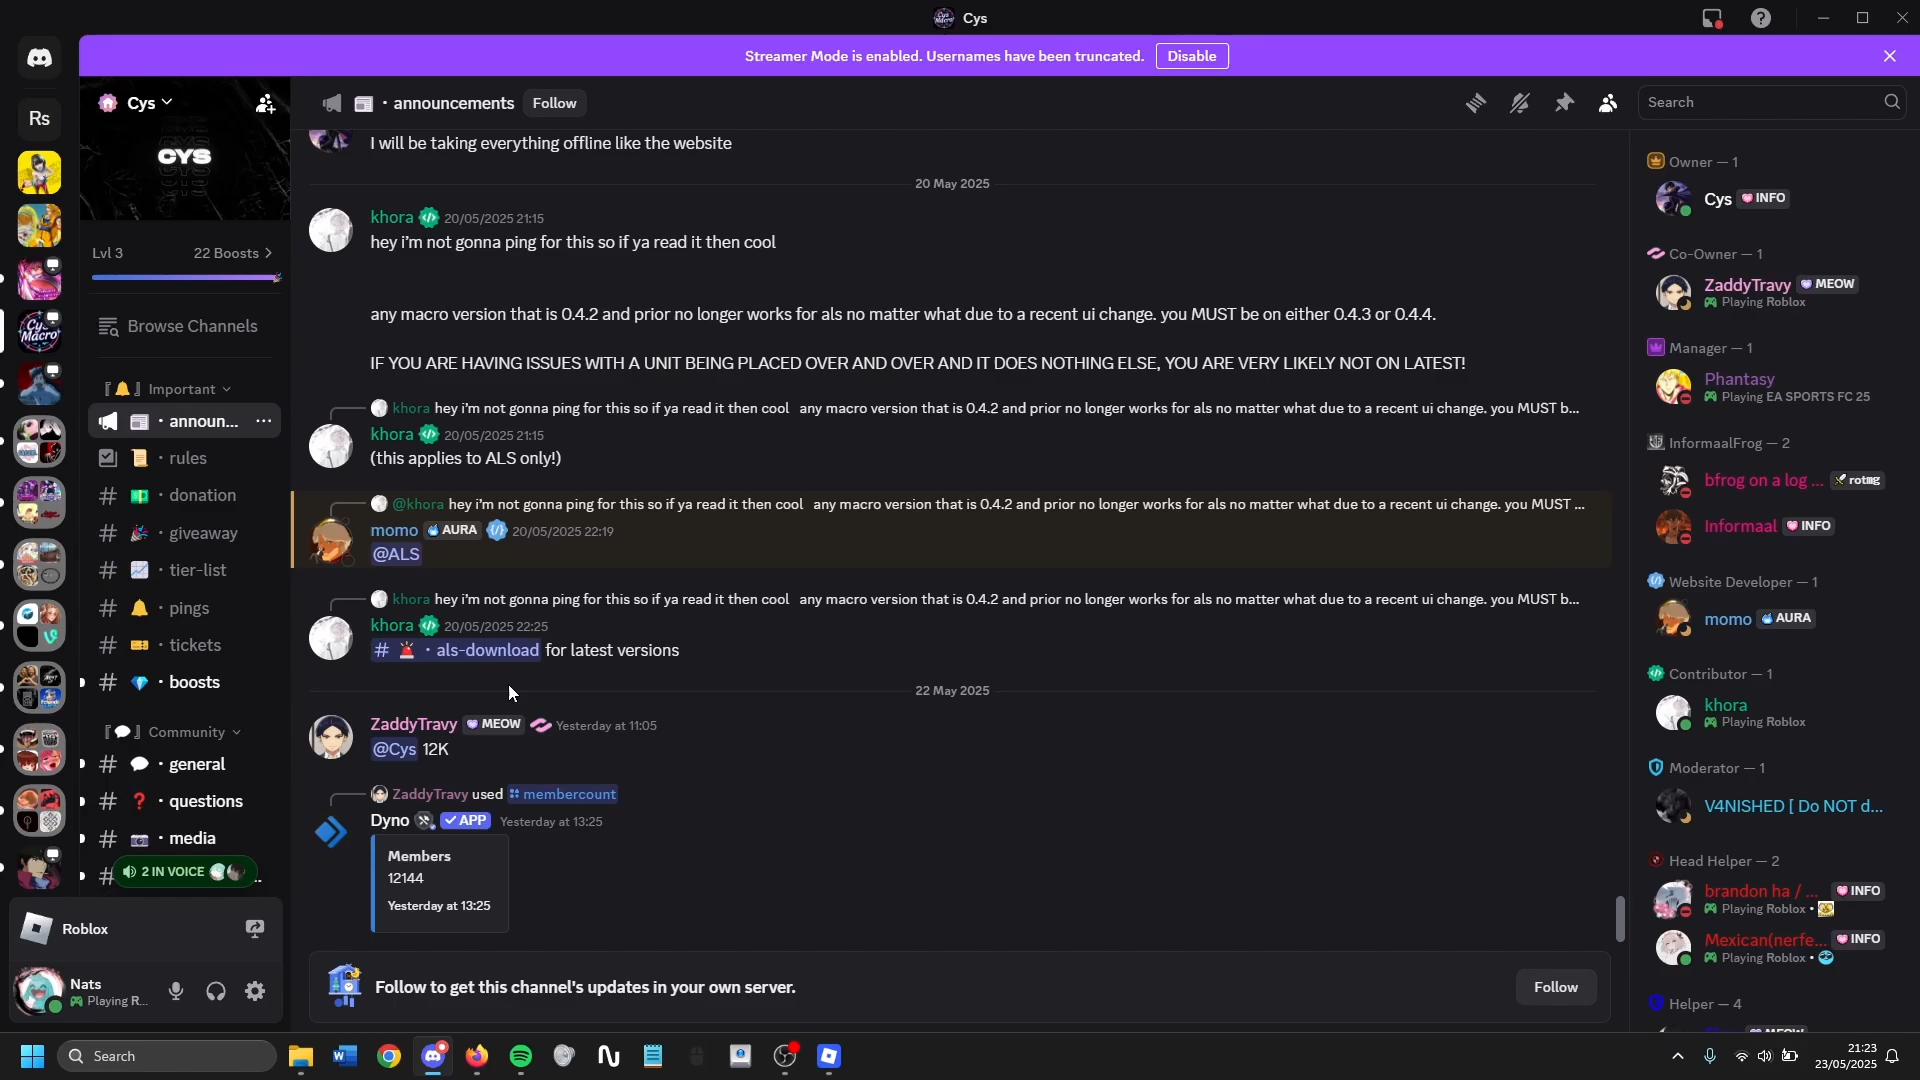 Cys
Streamer Mode is enabled. Usernames have been truncated.
Disable
Rs
Cys
CYS
Lvl 3
22 Boosts
Browse Channels
『🔔』Important
announ...
rules
donation
giveaway
tier-list
pings
tickets
boosts
『💬』Community
general
questions
media
2 IN VOICE
Roblox
Nats
Playing R...
Cys Macro
announcements
Follow
Search
I will be taking everything offline like the website
20 May 2025
khora 20/05/2025 21:15
hey i'm not gonna ping for this so if ya read it then cool
any macro version that is 0.4.2 and prior no longer works for als no matter what due to a recent ui change. you MUST be on either 0.4.3 or 0.4.4.
IF YOU ARE HAVING ISSUES WITH A UNIT BEING PLACED OVER AND OVER AND IT DOES NOTHING ELSE, YOU ARE VERY LIKELY NOT ON LATEST!
khora hey i'm not gonna ping for this so if ya read it then cool any macro version that is 0.4.2 and prior no longer works for als no matter what due to a recent ui change. you MUST b...
khora 20/05/2025 21:15
(this applies to ALS only!)
@khora hey i'm not gonna ping for this so if ya read it then cool any macro version that is 0.4.2 and prior no longer works for als no matter what due to a recent ui change. you MUST ...
momo AURA 20/05/2025 22:19
@ALS
khora hey i'm not gonna ping for this so if ya read it then cool any macro version that is 0.4.2 and prior no longer works for als no matter what due to a recent ui change. you MUST b...
khora 20/05/2025 22:25
# 🚨 · als-download for latest versions
22 May 2025
ZaddyTravy MEOW Yesterday at 11:05
@Cys 12K
ZaddyTravy used membercount
Dyno ✓ APP Yesterday at 13:25
Members
12144
Yesterday at 13:25
Follow to get this channel's updates in your own server.
Follow
Owner — 1
Cys INFO
Co-Owner — 1
ZaddyTravy MEOW
Playing Roblox
Manager — 1
Phantasy
Playing EA SPORTS FC 25
InformaalFrog — 2
bfrog on a log ... rotmg
Informaal INFO
Website Developer — 1
momo AURA
Contributor — 1
khora
Playing Roblox
Moderator — 1
V4NISHED [ Do NOT d...
Head Helper — 2
brandon ha / ... INFO
Playing Roblox •
Mexican(nerfe... INFO
Playing Roblox •
Helper — 4
MEOW
Search
21:23
23/05/2025